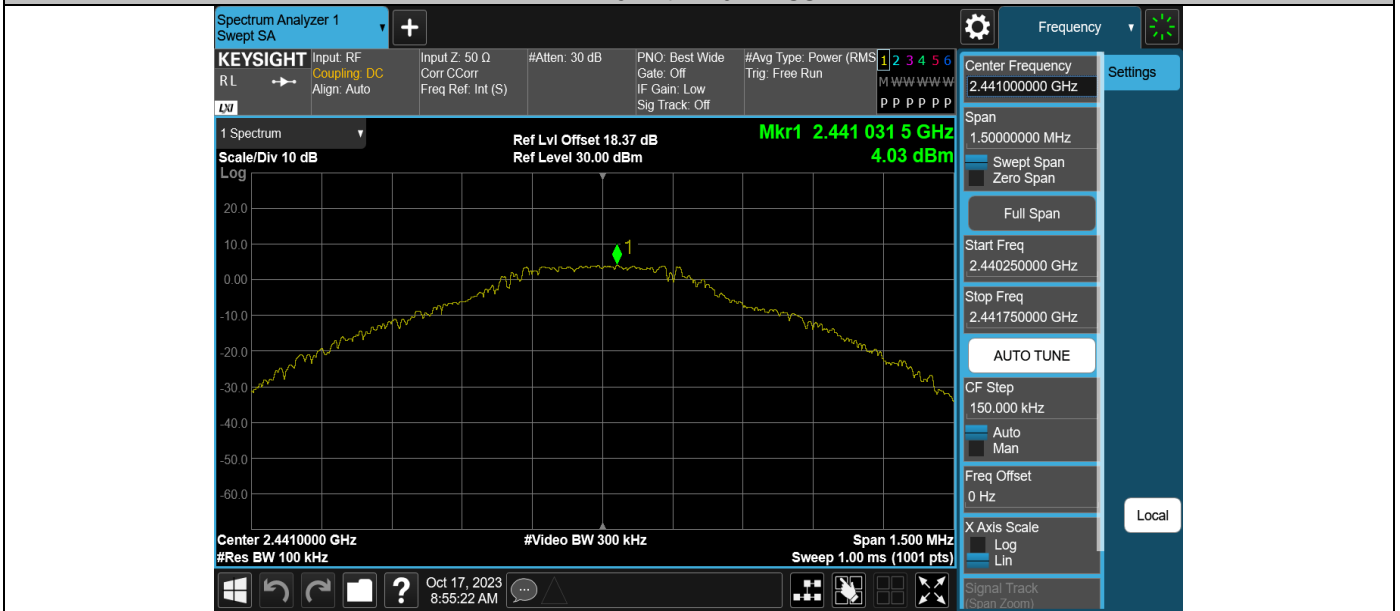 Spectrum Analyzer 1
Swept SA
Frequency
KEYSIGHT
R L
LXI
Input: RF
Coupling: DC
Align: Auto
Input Z: 50 Ω
Corr CCorr
Freq Ref: Int (S)
#Atten: 30 dB
PNO: Best Wide
Gate: Off
IF Gain: Low
Sig Track: Off
#Avg Type: Power (RMS
Trig: Free Run
1 2 3 4 5 6
M W W W W W
P P P P P P
1 Spectrum
Scale/Div 10 dB
Log
Ref Lvl Offset 18.37 dB
Ref Level 30.00 dBm
Mkr1 2.441 031 5 GHz
4.03 dBm
20.0
10.0
0.00
-10.0
-20.0
-30.0
-40.0
-50.0
-60.0
1
Center 2.4410000 GHz
#Res BW 100 kHz
#Video BW 300 kHz
Span 1.500 MHz
Sweep 1.00 ms (1001 pts)
Center Frequency
2.441000000 GHz
Span
1.50000000 MHz
Swept Span
Zero Span
Full Span
Start Freq
2.440250000 GHz
Stop Freq
2.441750000 GHz
AUTO TUNE
CF Step
150.000 kHz
Auto
Man
Freq Offset
0 Hz
X Axis Scale
Log
Lin
Signal Track
(Span Zoom)
Settings
Local
?
Oct 17, 2023
8:55:22 AM